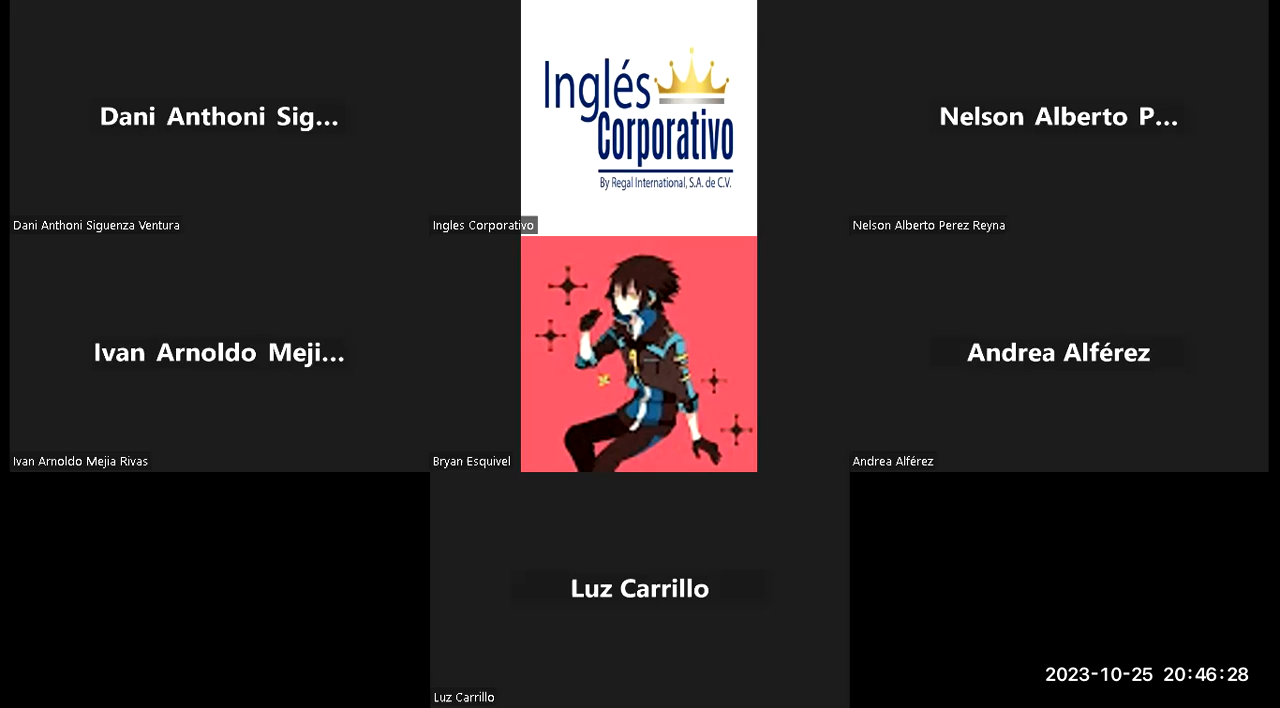 Dani Anthoni Sig...
Dani Anthoni Siguenza Ventura
Inglés
Corporativo
By Regal International, S.A. de C.V.
Ingles Corporativo
Nelson Alberto P...
Nelson Alberto Perez Reyna
Ivan Arnoldo Meji...
Ivan Arnoldo Mejia Rivas
Bryan Esquivel
Andrea Alférez
Andrea Alférez
Luz Carrillo
Luz Carrillo
2023-10-25 20:46:28